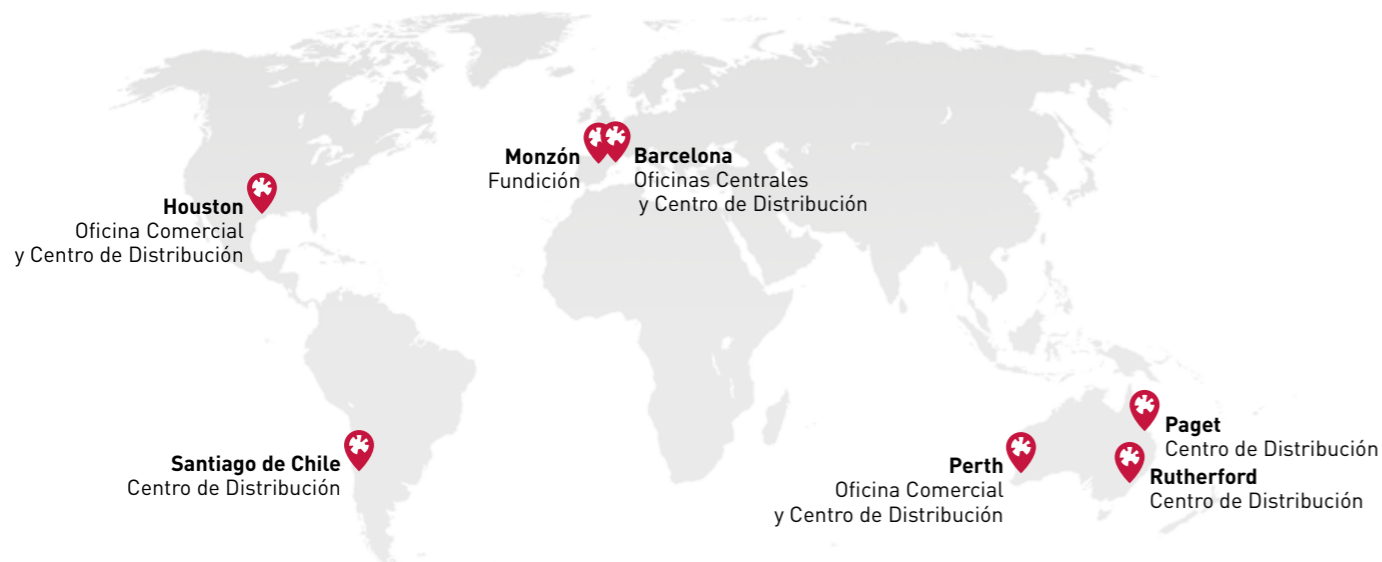 Monzón
Fundición
Barcelona
Oficinas Centrales
y Centro de Distribución
Houston
Oficina Comercial
y Centro de Distribución
Santiago de Chile
Centro de Distribución
Perth
Oficina Comercial
y Centro de Distribución
Paget
Centro de Distribución
Rutherford
Centro de Distribución